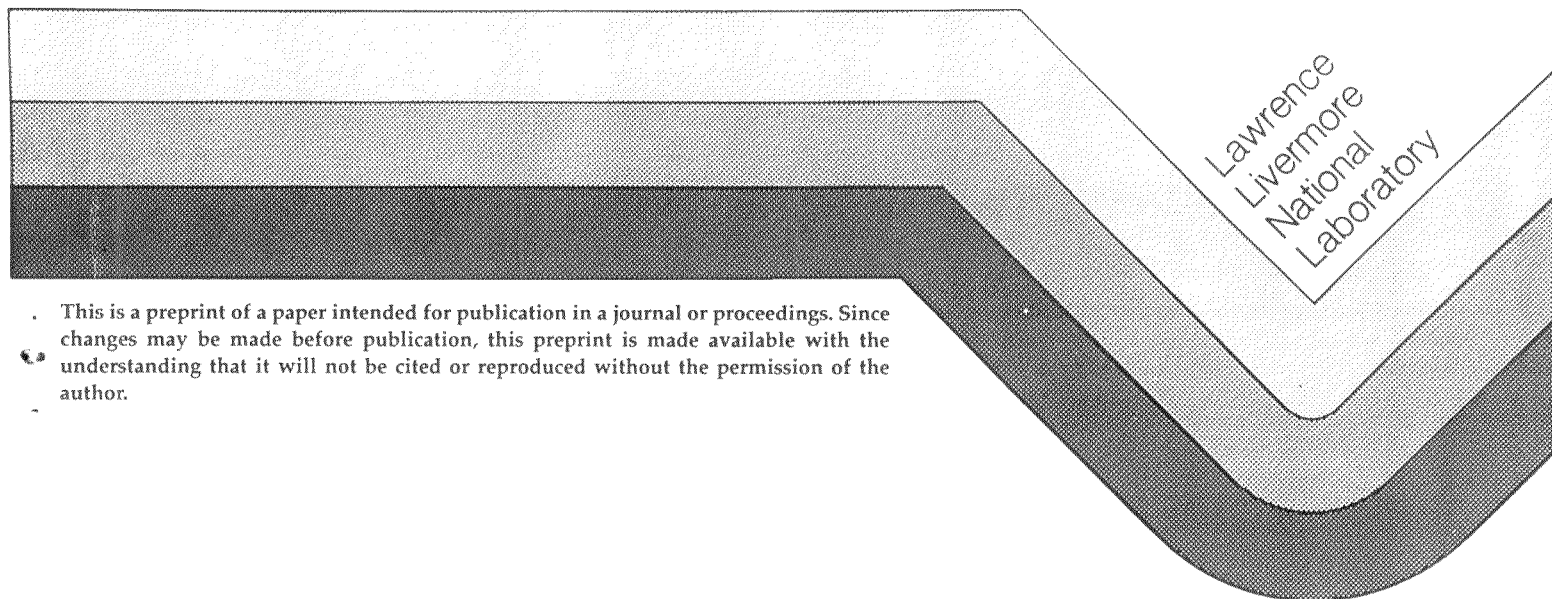 Lawrence
Livermore
National
Laboratory
This is a preprint of a paper intended for publication in a journal or proceedings. Since
changes may be made before publication, this preprint is made available with the
understanding that it will not be cited or reproduced without the permission of the
author.